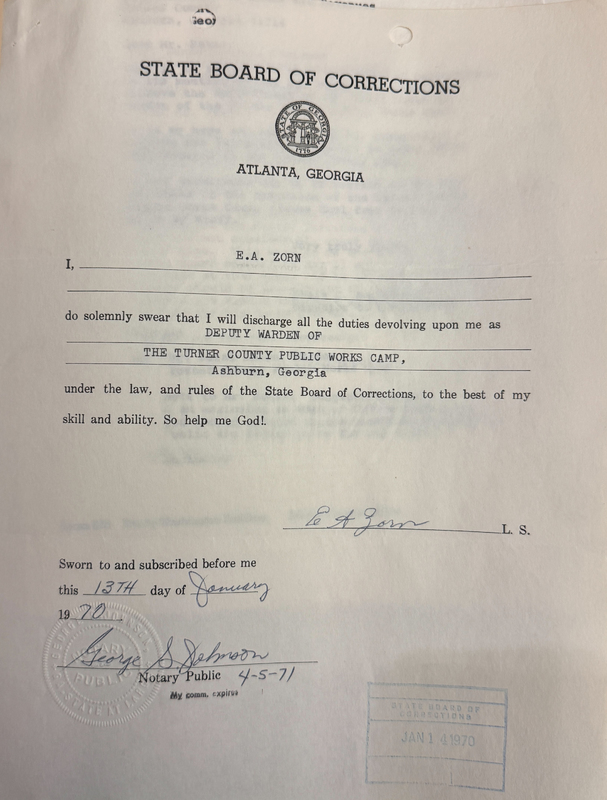 STATE BOARD OF CORRECTIONS
STATE OF GEORGIA
1776
ATLANTA, GEORGIA
I, E.A. ZORN
do solemnly swear that I will discharge all the duties devolving upon me as
DEPUTY WARDEN OF
THE TURNER COUNTY PUBLIC WORKS CAMP,
Ashburn, Georgia
under the law, and rules of the State Board of Corrections, to the best of my
skill and ability. So help me God!.
E A Zorn L. S.
Sworn to and subscribed before me
this 13TH day of January
1970
George S. Johnson
Notary Public 4-5-71
My comm. expires
STATE BOARD OF
CORRECTIONS
JAN 14 1970